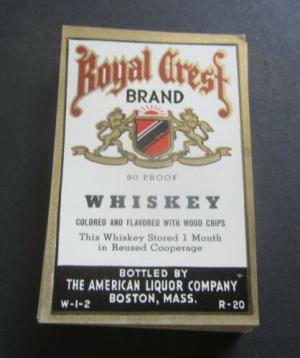 Royal Crest
BRAND
80 PROOF
WHISKEY
COLORED AND FLAVORED WITH WOOD CHIPS
This Whiskey Stored 1 Month
in Reused Cooperage
BOTTLED BY
THE AMERICAN LIQUOR COMPANY
BOSTON, MASS.
W-1-2 R-20